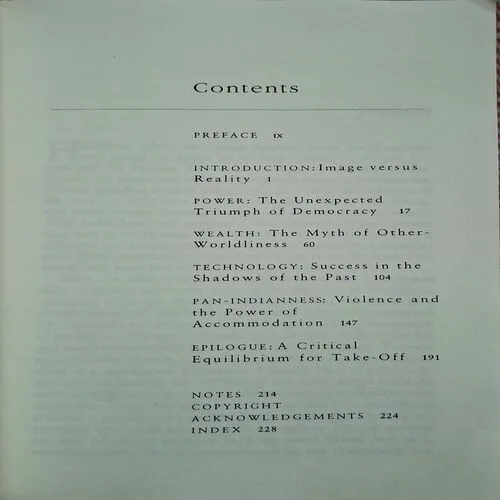 Contents
PREFACE ix
INTRODUCTION: Image versus
Reality 1
POWER: The Unexpected
Triumph of Democracy 17
WEALTH: The Myth of Other-
Worldliness 60
TECHNOLOGY: Success in the
Shadows of the Past 104
PAN-INDIANNESS: Violence and
the Power of
Accommodation 147
EPILOGUE: A Critical
Equilibrium for Take-Off 191
NOTES 214
COPYRIGHT
ACKNOWLEDGEMENTS 224
INDEX 228